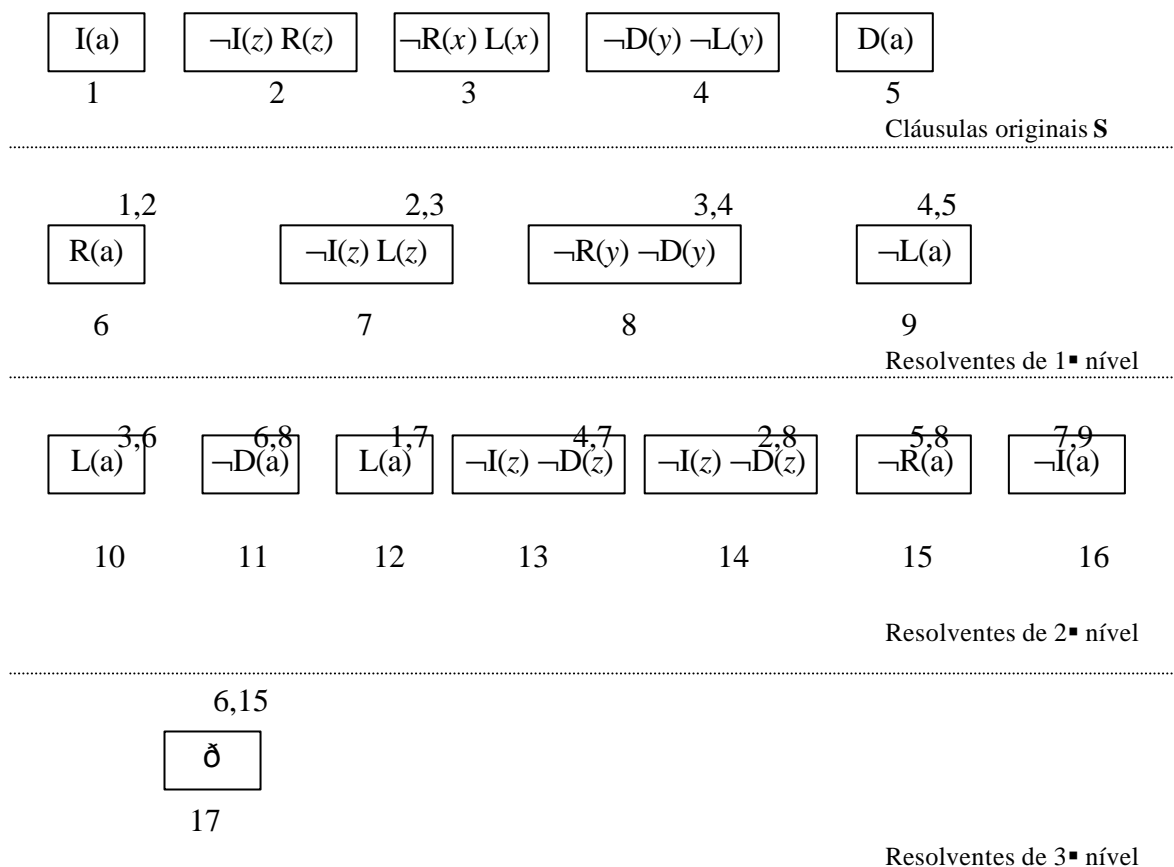 I(a) ¬I(z) R(z) ¬R(x) L(x) ¬D(y) ¬L(y) D(a)
1 2 3 4 5
Cláusulas originais S
1,2 2,3 3,4 4,5
R(a) ¬I(z) L(z) ¬R(y) ¬D(y) ¬L(a)
6 7 8 9
Resolventes de 1▪ nível
3,6 6,8 1,7 4,7 2,8 5,8 7,9
L(a) ¬D(a) L(a) ¬I(z) ¬D(z) ¬I(z) ¬D(z) ¬R(a) ¬I(a)
10 11 12 13 14 15 16
Resolventes de 2▪ nível
6,15
ð
17
Resolventes de 3▪ nível